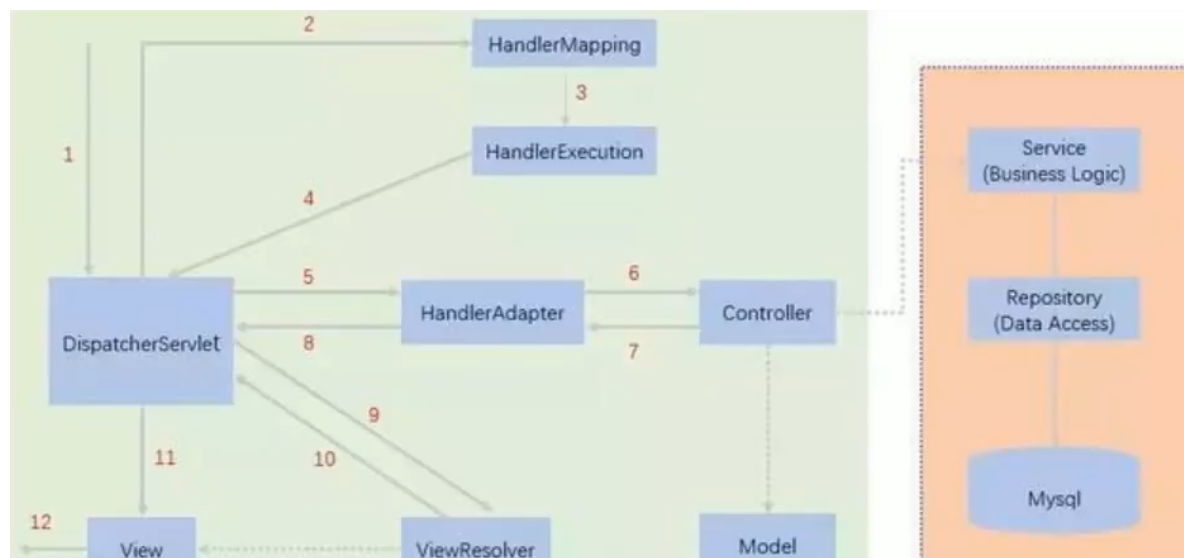 2
HandlerMapping
3
1
HandlerExecution
Service
(Business Logic)
4
5
6
HandlerAdapter
Controller
Repository
(Data Access)
DispatcherServlet
8
7
9
10
11
Mysql
12
View
ViewResolver
Model